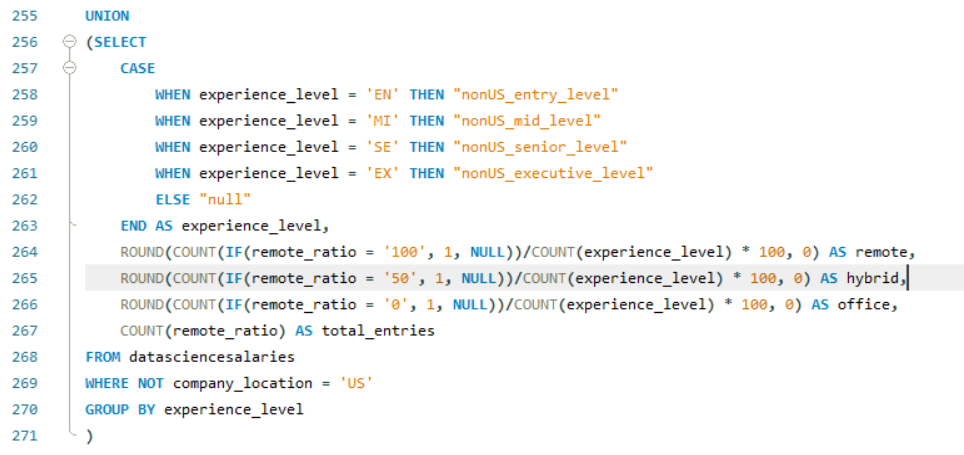 255 UNION
256 (SELECT
257 CASE
258 WHEN experience_level = 'EN' THEN "nonUS_entry_level"
259 WHEN experience_level = 'MI' THEN "nonUS_mid_level"
260 WHEN experience_level = 'SE' THEN "nonUS_senior_level"
261 WHEN experience_level = 'EX' THEN "nonUS_executive_level"
262 ELSE "null"
263 END AS experience_level,
264 ROUND(COUNT(IF(remote_ratio = '100', 1, NULL))/COUNT(experience_level) * 100, 0) AS remote,
265 ROUND(COUNT(IF(remote_ratio = '50', 1, NULL))/COUNT(experience_level) * 100, 0) AS hybrid,
266 ROUND(COUNT(IF(remote_ratio = '0', 1, NULL))/COUNT(experience_level) * 100, 0) AS office,
267 COUNT(remote_ratio) AS total_entries
268 FROM datasciencesalaries
269 WHERE NOT company_location = 'US'
270 GROUP BY experience_level
271 )